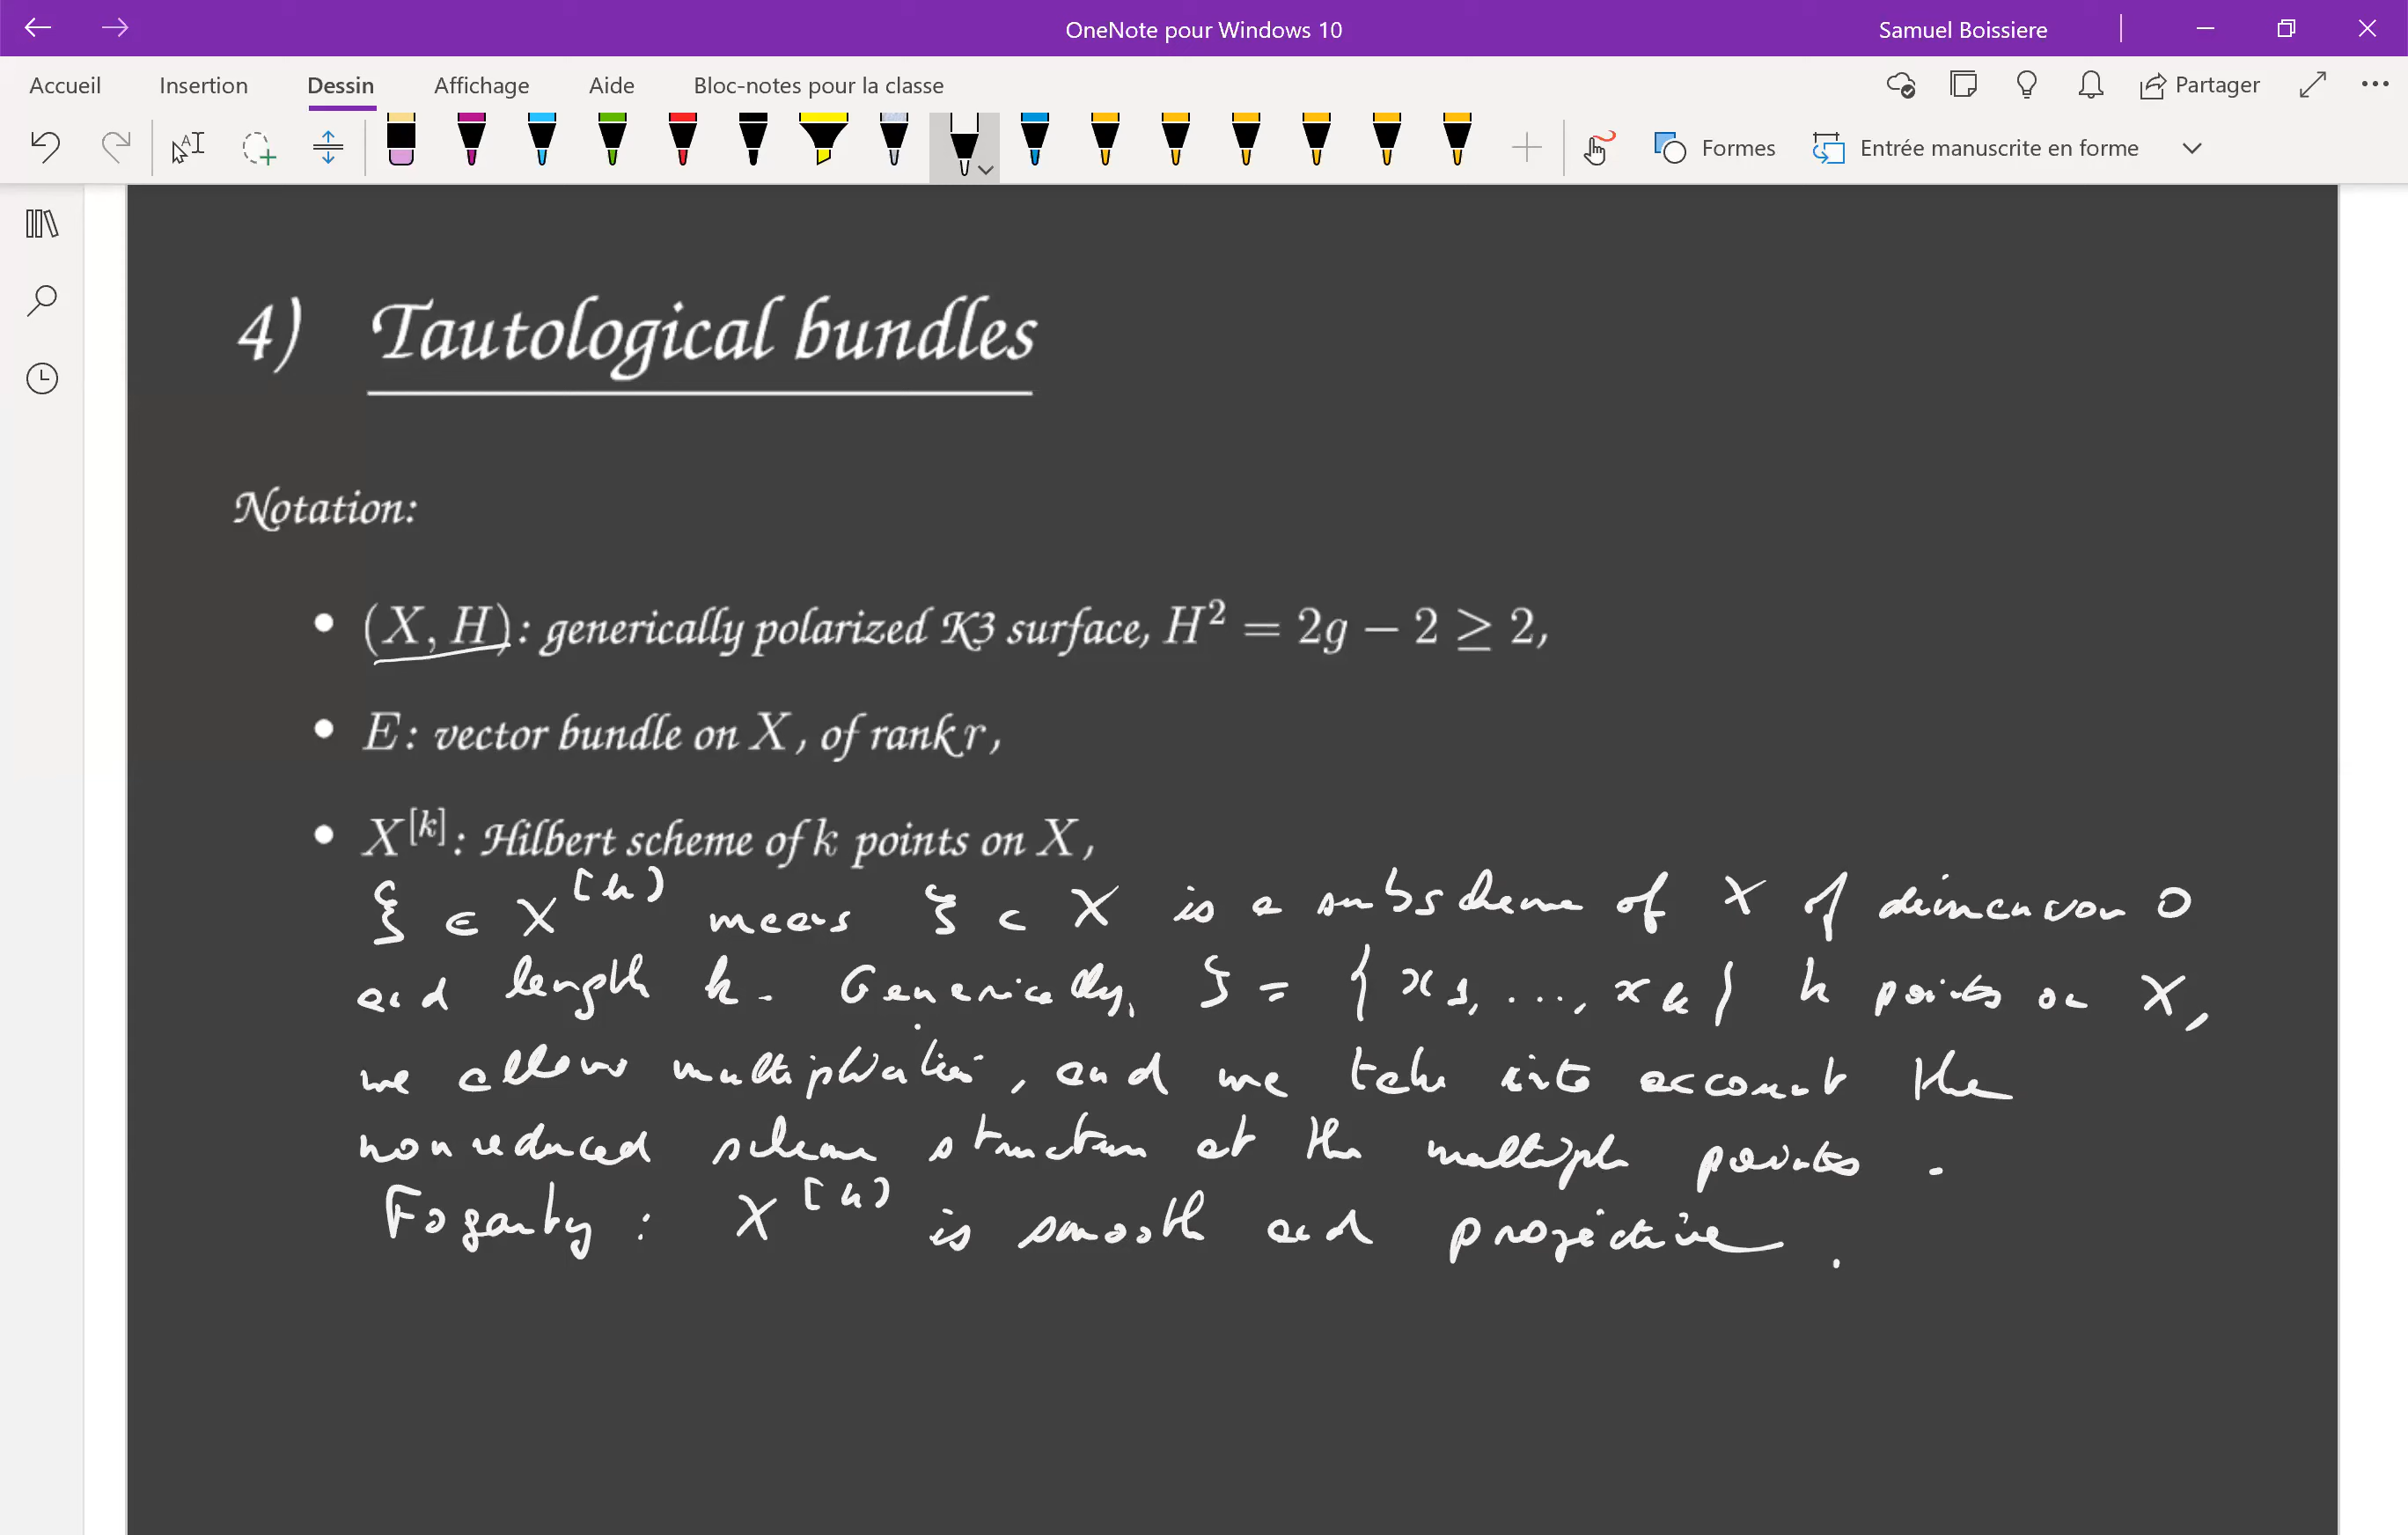 OneNote pour Windows 10
Samuel Boissiere
Accueil Insertion Dessin Affichage Aide Bloc-notes pour la classe Partager
Formes Entrée manuscrite en forme
4) Tautological bundles
Notation:
• (X, H): generically polarized K3 surface, H² = 2g − 2 ≥ 2,
• E: vector bundle on X, of rank r,
• X^[k]: Hilbert scheme of k points on X,
ξ ∈ X^[k] means ξ ⊂ X is a subscheme of X of dimension 0
and length k. Generically, ξ = {x₁, ..., x_k} k points on X,
we allow multiplicities, and we take into account the
non reduced scheme structure at the multiple points.
Fogarty: X^[k] is smooth and projective.